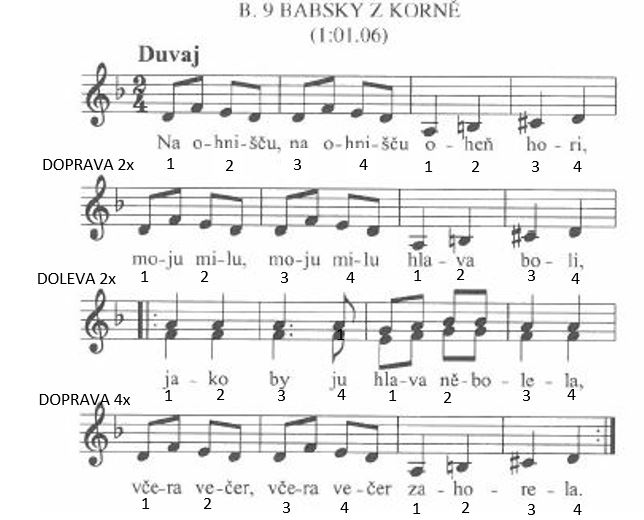 B. 9 BABSKY Z KORNĚ
(1:01.06)
Duvaj
2
4
Na o-hni-šču, na o-hni-šču o - heň ho - ri,
DOPRAVA 2x 1 2 3 4 1 2 3 4
mo-ju mi-lu, mo-ju mi-lu hla - va bo - li,
DOLEVA 2x 1 2 3 4 1 2 3 4
1
ja - ko by ju hla-va ně-bo - le - la,
DOPRAVA 4x 1 2 3 4 1 2 3 4
vče-ra ve-čer, vče-ra ve-čer za - ho - re - la.
1 2 3 4 1 2 3 4